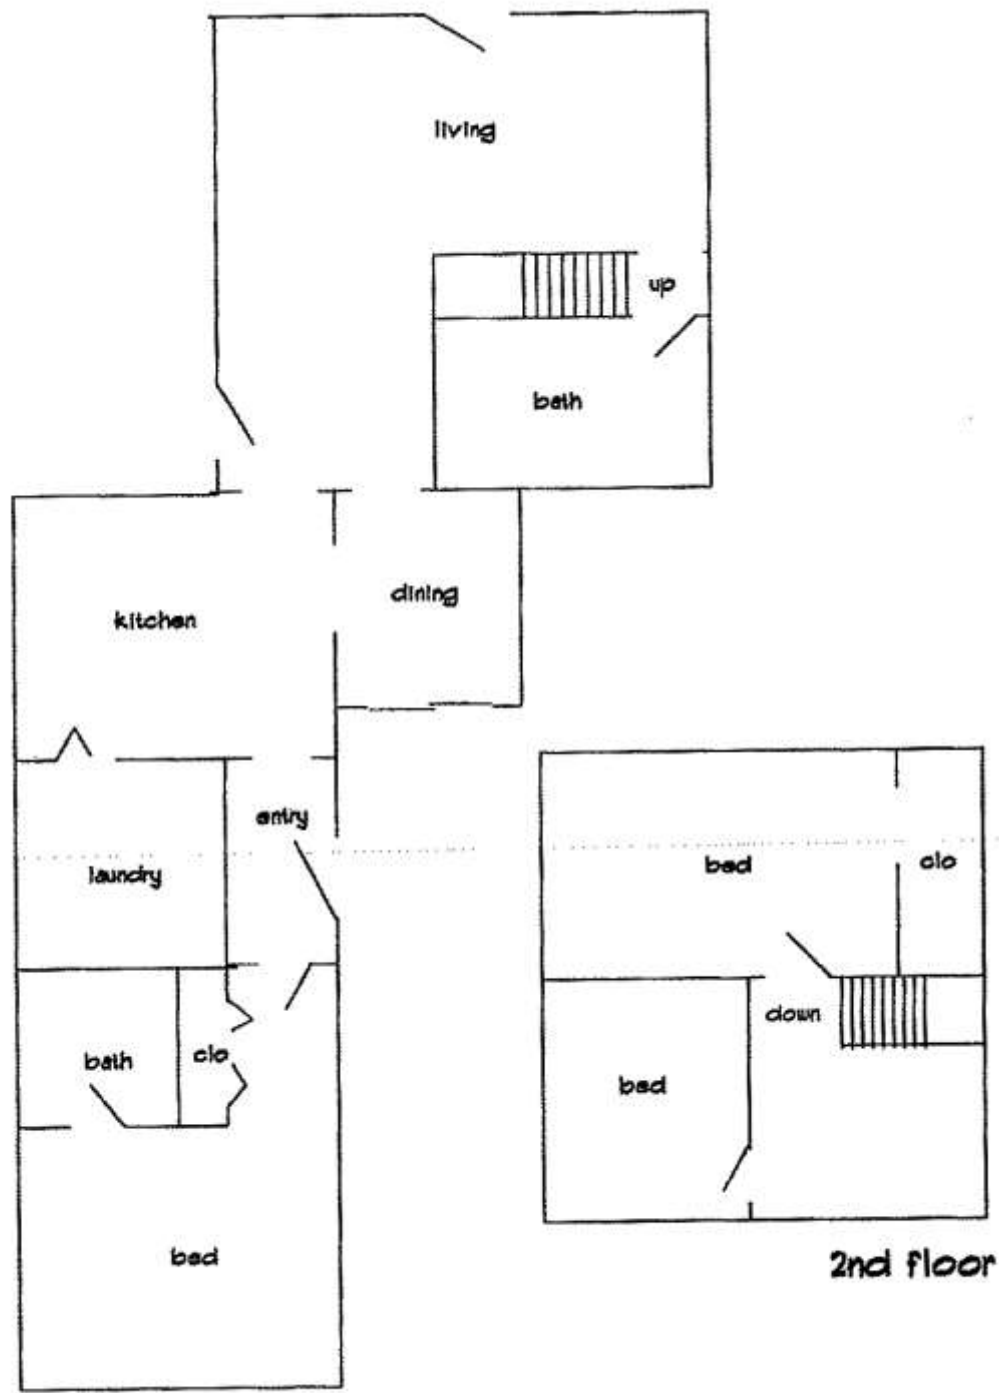 living
up
bath
dining
kitchen
entry
laundry
bath
clo
bed
bed
clo
down
bed
2nd floor